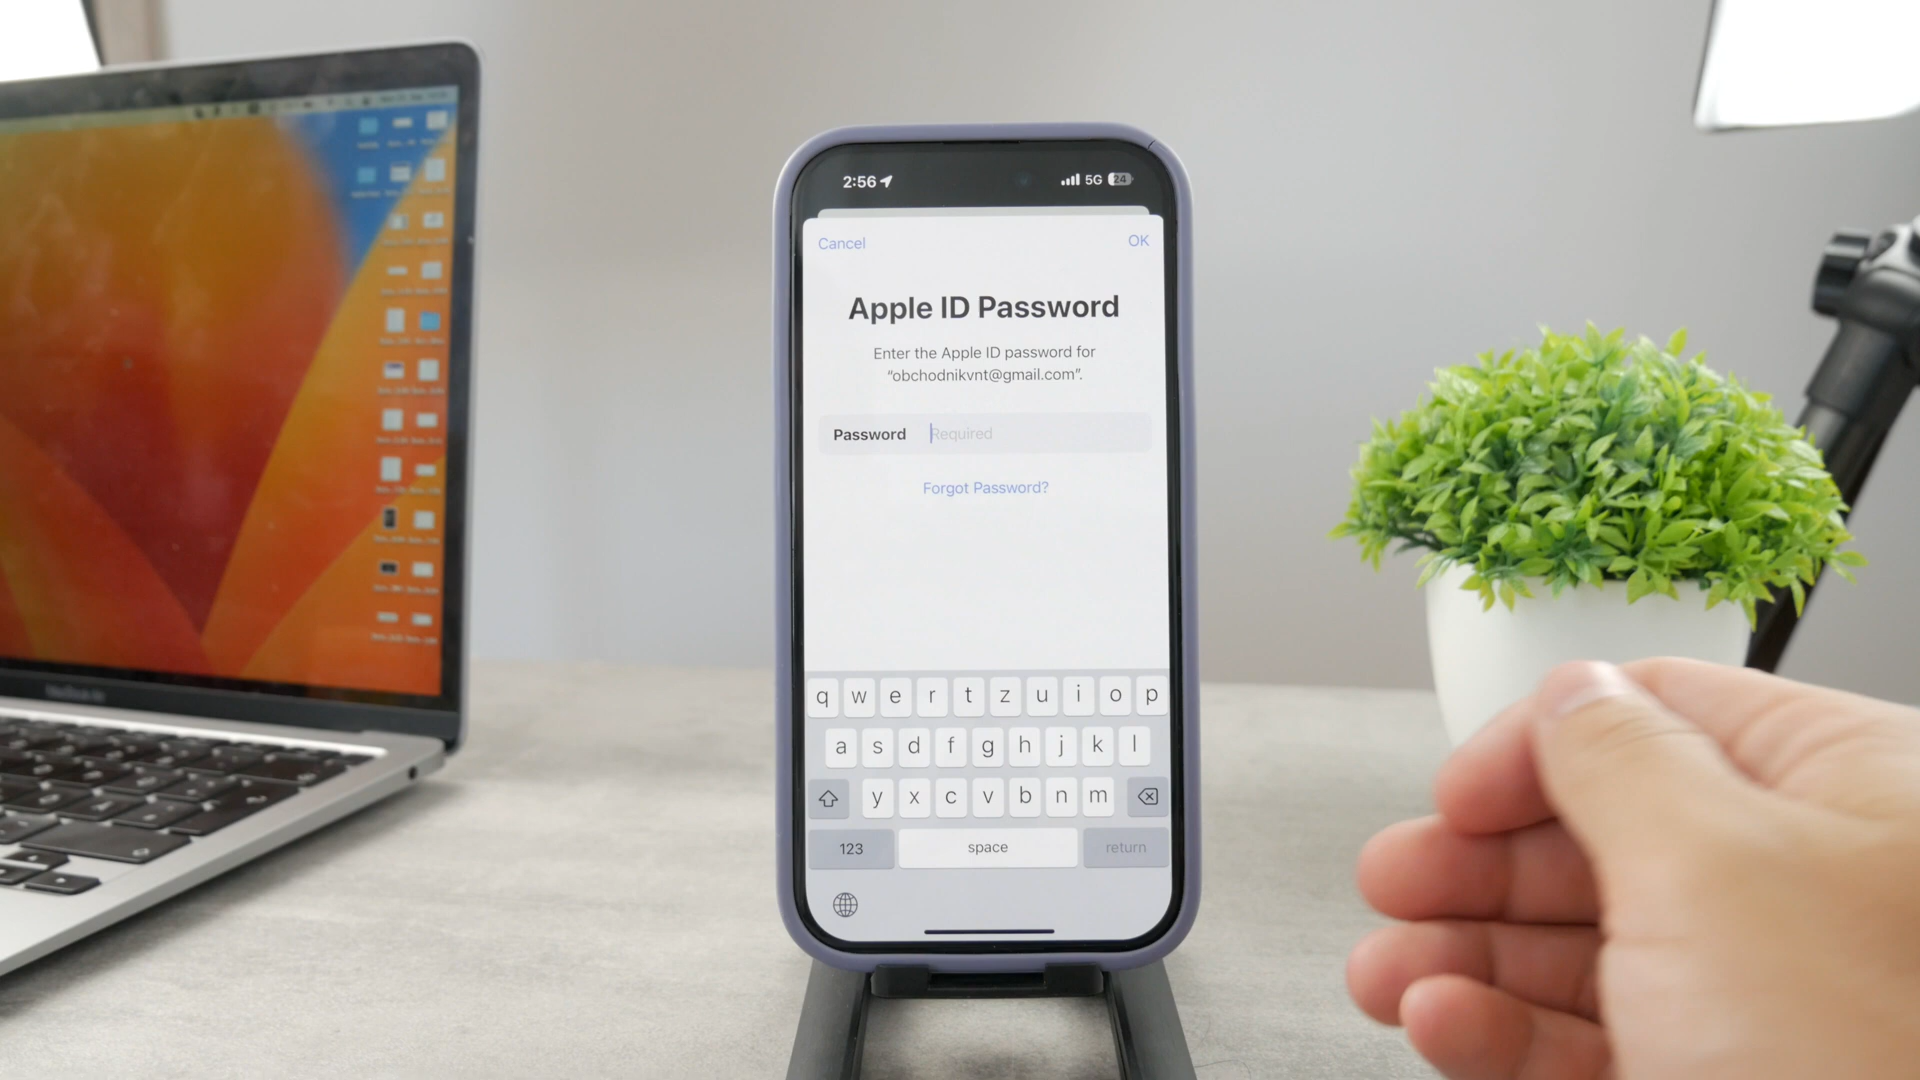 2:56
5G 24
Cancel
OK
Apple ID Password
Enter the Apple ID password for
“obchodnikvnt@gmail.com”.
Password Required
Forgot Password?
q w e r t z u i o p
a s d f g h j k l
y x c v b n m
123 space return